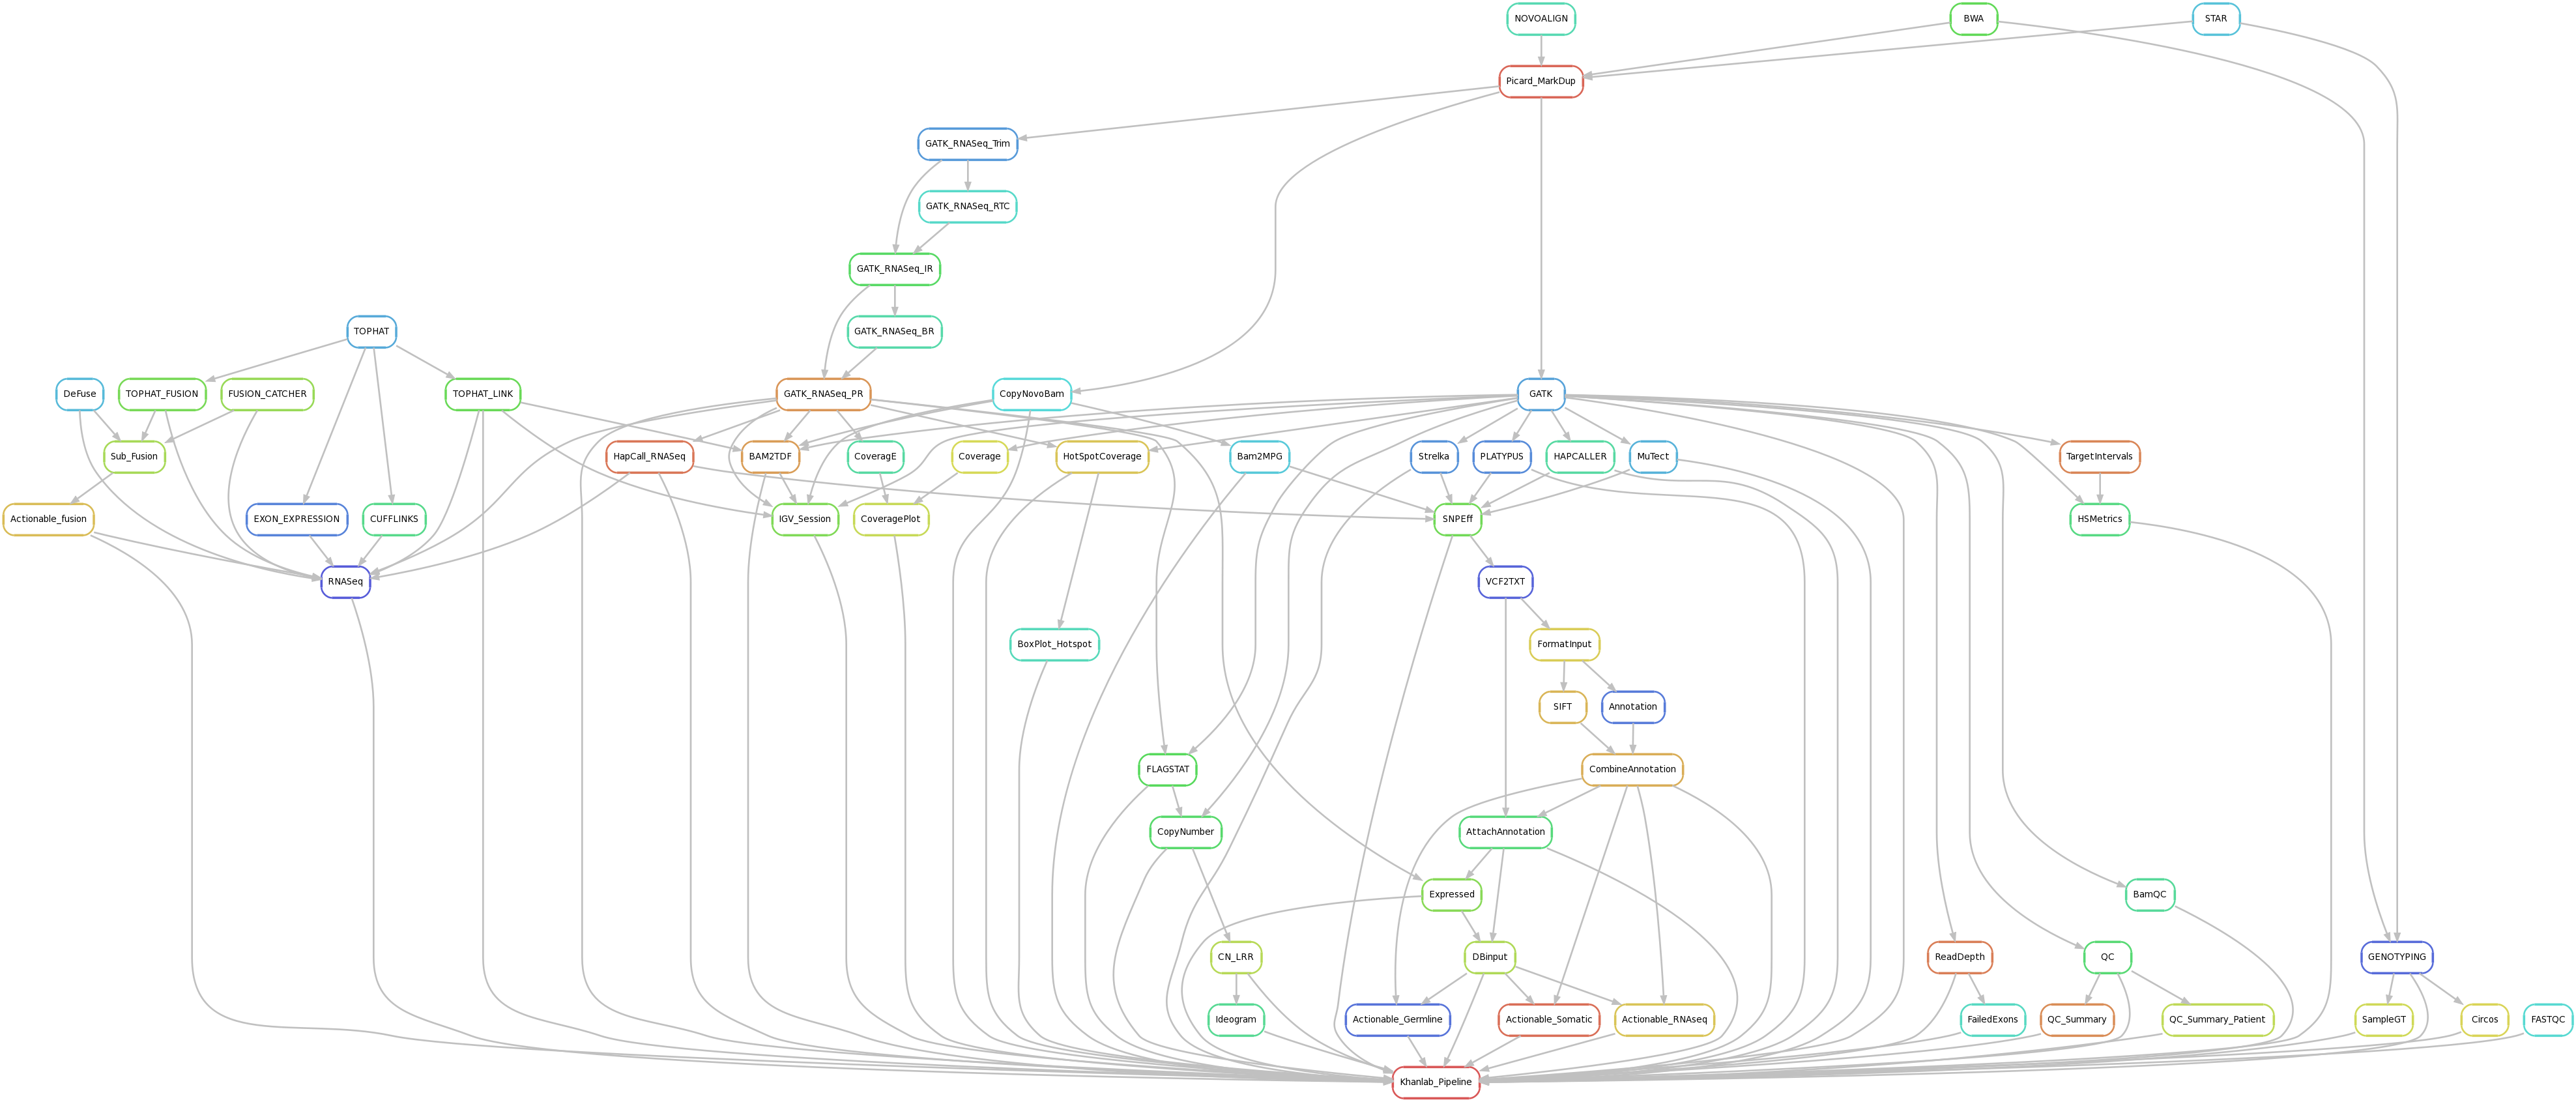 NOVOALIGN
BWA
STAR
Picard_MarkDup
GATK_RNASeq_Trim
GATK_RNASeq_RTC
GATK_RNASeq_IR
TOPHAT
GATK_RNASeq_BR
DeFuse
TOPHAT_FUSION
FUSION_CATCHER
TOPHAT_LINK
GATK_RNASeq_PR
CopyNovoBam
GATK
Sub_Fusion
HapCall_RNASeq
BAM2TDF
CoveragE
Coverage
HotSpotCoverage
Bam2MPG
Strelka
PLATYPUS
HAPCALLER
MuTect
TargetIntervals
Actionable_fusion
EXON_EXPRESSION
CUFFLINKS
IGV_Session
CoveragePlot
SNPEff
HSMetrics
RNASeq
VCF2TXT
BoxPlot_Hotspot
FormatInput
SIFT
Annotation
FLAGSTAT
CombineAnnotation
CopyNumber
AttachAnnotation
Expressed
BamQC
CN_LRR
DBinput
ReadDepth
QC
GENOTYPING
Ideogram
Actionable_Germline
Actionable_Somatic
Actionable_RNAseq
FailedExons
QC_Summary
QC_Summary_Patient
SampleGT
Circos
FASTQC
Khanlab_Pipeline